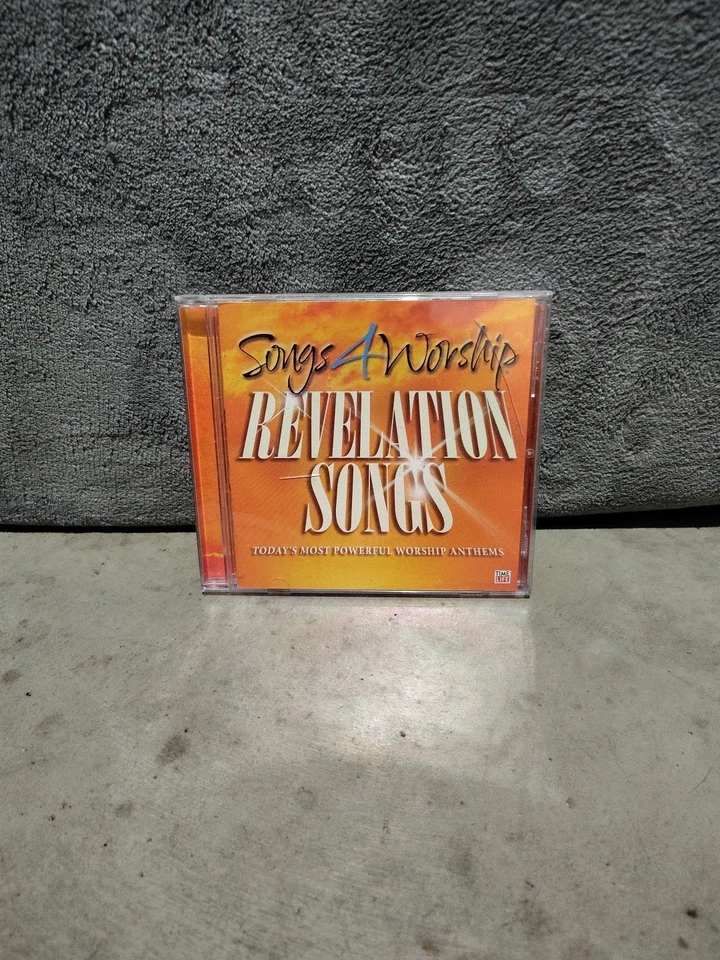 Songs 4 Worship
REVELATION
SONGS
TODAY'S MOST POWERFUL WORSHIP ANTHEMS
TIME
LIFE